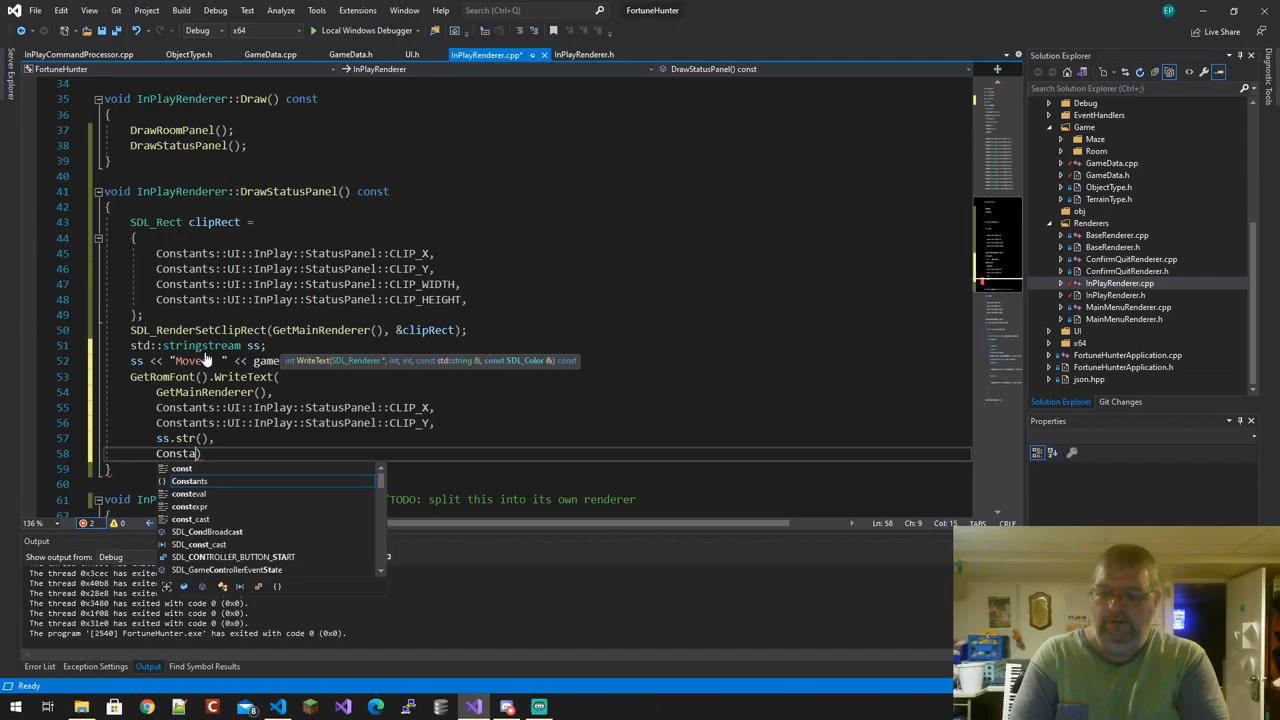 File Edit View Git Project Build Debug Test Analyze Tools Extensions Window Help Search (Ctrl+Q) FortuneHunter EP
Debug x64 Local Windows Debugger Live Share
InPlayCommandProcessor.cpp ObjectType.h GameData.cpp GameData.h UI.h InPlayRenderer.cpp* InPlayRenderer.h
FortuneHunter InPlayRenderer DrawStatusPanel() const
Server Explorer
34
35 void InPlayRenderer::Draw() const
36 {
37 DrawRoomPanel();
38 DrawStatusPanel();
39 }
40
41 void InPlayRenderer::DrawStatusPanel() const
42 {
43 SDL_Rect clipRect =
44 {
45 Constants::UI::InPlay::StatusPanel::CLIP_X,
46 Constants::UI::InPlay::StatusPanel::CLIP_Y,
47 Constants::UI::InPlay::StatusPanel::CLIP_WIDTH,
48 Constants::UI::InPlay::StatusPanel::CLIP_HEIGHT,
49 };
50 SDL_RenderSetClipRect(GetMainRenderer(), &clipRect);
51 std::stringstream ss;
52 ss << "Move " << game WriteText(SDL_Renderer *, int, int, const std::string &, const SDL_Color &) const
53 GetRomFont().WriteText(
54 GetMainRenderer(),
55 Constants::UI::InPlay::StatusPanel::CLIP_X,
56 Constants::UI::InPlay::StatusPanel::CLIP_Y,
57 ss.str(),
58 Consta)
59 }
60
61 void InP /TODO: split this into its own renderer
62 {
const
Constants
consteval
constexpr
const_cast
SDL_CondBroadcast
SDL_const_cast
SDL_CONTROLLER_BUTTON_START
SDL_GameControllerEventState
136 % 2 0 Ln: 58 Ch: 9 Col: 15 TABS CRLF
Output
Show output from: Debug
The thread 0x3cec has exited
The thread 0x40b8 has exited
The thread 0x28e8 has exited
The thread 0x3480 has exited with code 0 (0x0).
The thread 0x1f08 has exited with code 0 (0x0).
The thread 0x31e0 has exited with code 0 (0x0).
The program '[2540] FortuneHunter.exe' has exited with code 0 (0x0).
Error List Exception Settings Output Find Symbol Results
Ready
Solution Explorer
Search Solution Explorer (Ctrl+;)
Debug
EventHandlers
Game
Maze
Room
GameData.cpp
GameData.h
ObjectType.h
TerrainType.h
obj
Renderers
BaseRenderer.cpp
BaseRenderer.h
ConfirmQuitRenderer.cpp
ConfirmQuitRenderer.h
InPlayRenderer.cpp
InPlayRenderer.h
MainMenuRenderer.cpp
MainMenuRenderer.h
UI
x64
FortuneHunterApplication.cpp
FortuneHunterApplication.h
json.hpp
Solution Explorer Git Changes
Properties
Diagnostic Tools